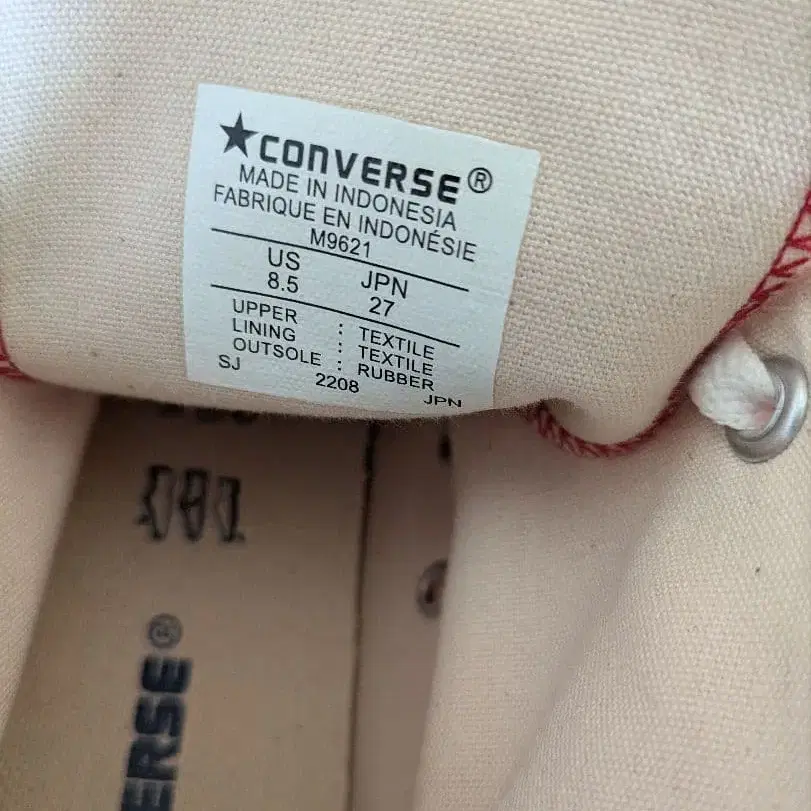 ★CONVERSE®
MADE IN INDONESIA
FABRIQUE EN INDONÉSIE
M9621
US JPN
8.5 27
UPPER : TEXTILE
LINING : TEXTILE
OUTSOLE : RUBBER
SJ 2208 JPN
ERSE®